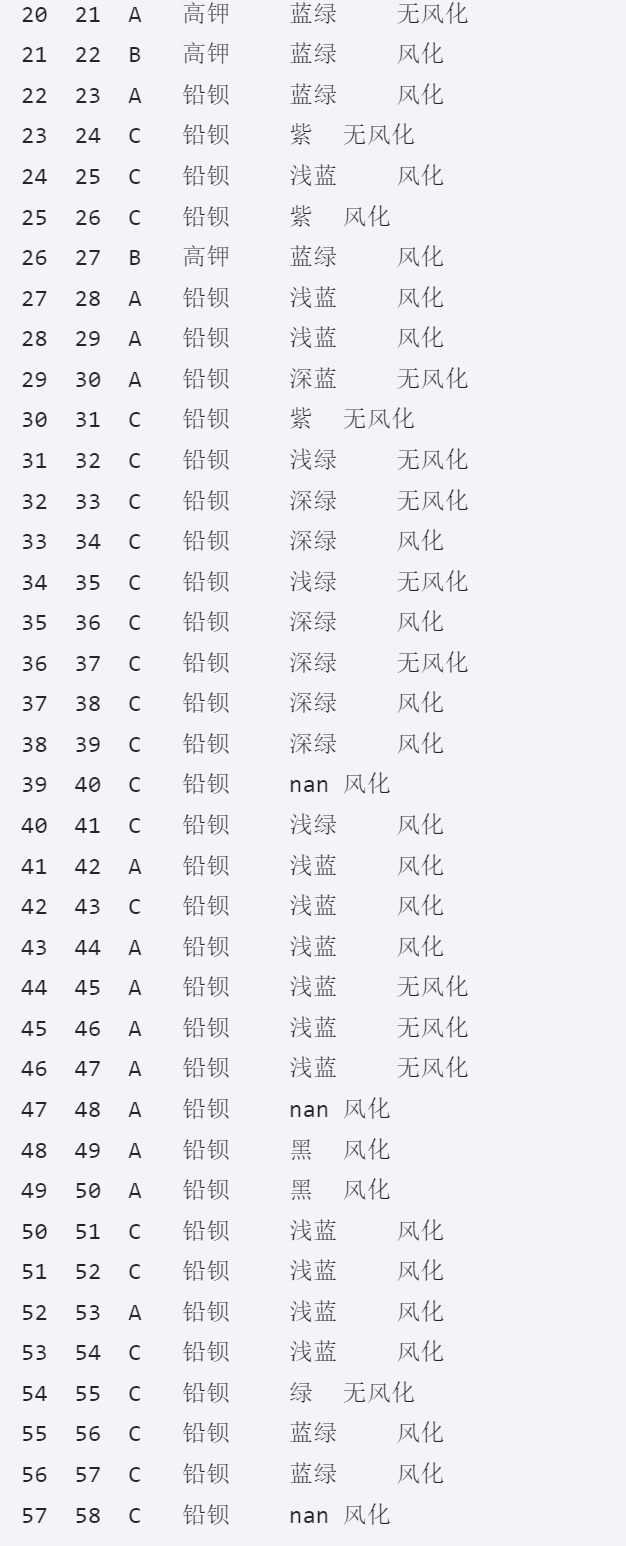 20 21 A 高钾 蓝绿 无风化
21 22 B 高钾 蓝绿 风化
22 23 A 铅钡 蓝绿 风化
23 24 C 铅钡 紫 无风化
24 25 C 铅钡 浅蓝 风化
25 26 C 铅钡 紫 风化
26 27 B 高钾 蓝绿 风化
27 28 A 铅钡 浅蓝 风化
28 29 A 铅钡 浅蓝 风化
29 30 A 铅钡 深蓝 无风化
30 31 C 铅钡 紫 无风化
31 32 C 铅钡 浅绿 无风化
32 33 C 铅钡 深绿 无风化
33 34 C 铅钡 深绿 风化
34 35 C 铅钡 浅绿 无风化
35 36 C 铅钡 深绿 风化
36 37 C 铅钡 深绿 无风化
37 38 C 铅钡 深绿 风化
38 39 C 铅钡 深绿 风化
39 40 C 铅钡 nan 风化
40 41 C 铅钡 浅绿 风化
41 42 A 铅钡 浅蓝 风化
42 43 C 铅钡 浅蓝 风化
43 44 A 铅钡 浅蓝 风化
44 45 A 铅钡 浅蓝 无风化
45 46 A 铅钡 浅蓝 无风化
46 47 A 铅钡 浅蓝 无风化
47 48 A 铅钡 nan 风化
48 49 A 铅钡 黑 风化
49 50 A 铅钡 黑 风化
50 51 C 铅钡 浅蓝 风化
51 52 C 铅钡 浅蓝 风化
52 53 A 铅钡 浅蓝 风化
53 54 C 铅钡 浅蓝 风化
54 55 C 铅钡 绿 无风化
55 56 C 铅钡 蓝绿 风化
56 57 C 铅钡 蓝绿 风化
57 58 C 铅钡 nan 风化